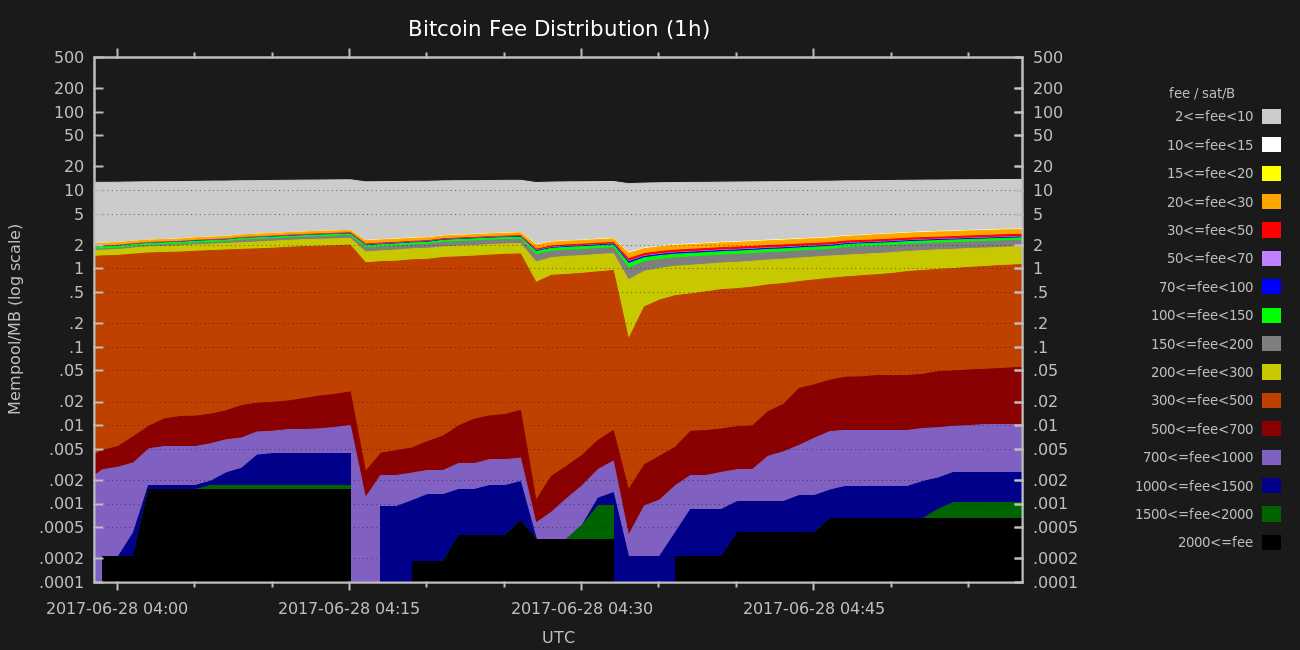 Bitcoin Fee Distribution (1h)
500
200
100
50
20
10
5
2
1
.5
.2
.1
.05
.02
.01
.005
.002
.001
.0005
.0002
.0001
Mempool/MB (log scale)
500
200
100
50
20
10
5
2
1
.5
.2
.1
.05
.02
.01
.005
.002
.001
.0005
.0002
.0001
2017-06-28 04:00
2017-06-28 04:15
2017-06-28 04:30
2017-06-28 04:45
UTC
fee / sat/B
2<=fee<10
10<=fee<15
15<=fee<20
20<=fee<30
30<=fee<50
50<=fee<70
70<=fee<100
100<=fee<150
150<=fee<200
200<=fee<300
300<=fee<500
500<=fee<700
700<=fee<1000
1000<=fee<1500
1500<=fee<2000
2000<=fee